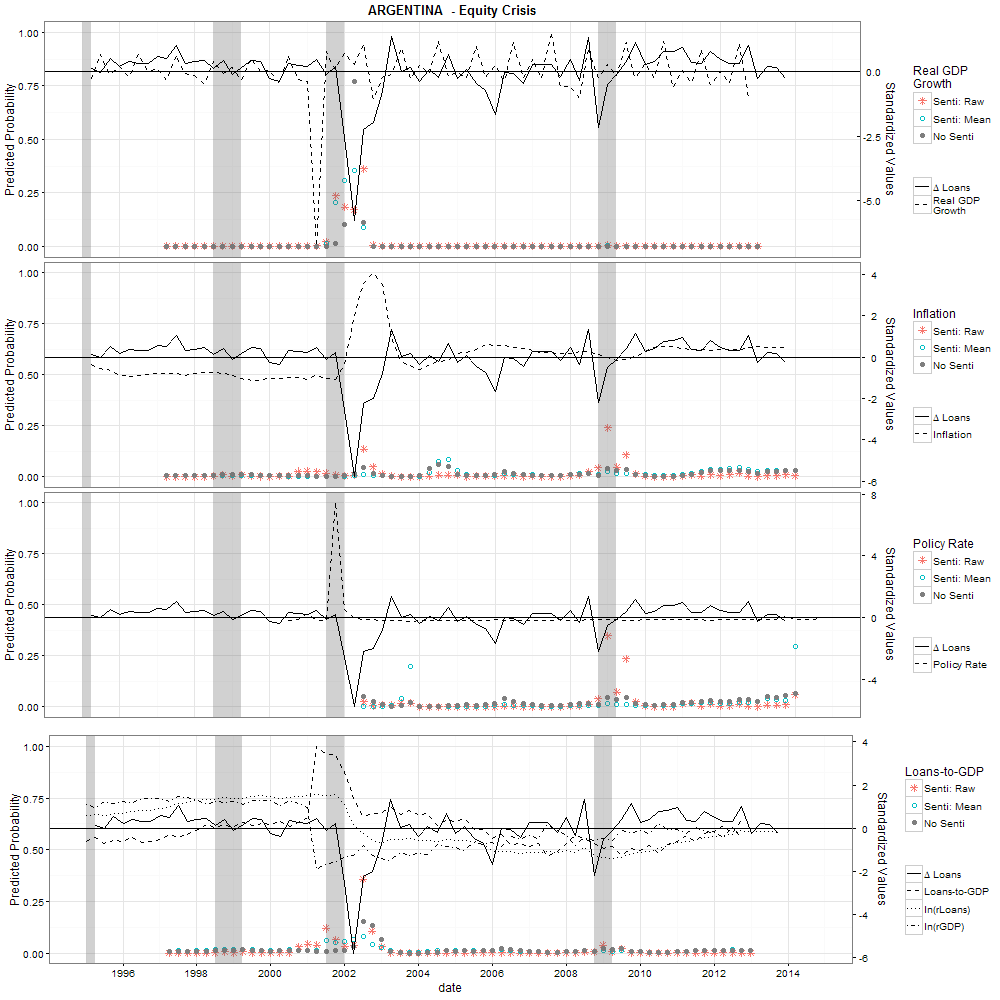 ARGENTINA - Equity Crisis
1.00
0.75
0.50
0.25
0.00
Predicted Probability
0.0
-2.5
-5.0
Standardized Values
Real GDP
Growth
Senti: Raw
Senti: Mean
No Senti
Δ Loans
Real GDP
Growth
1.00
0.75
0.50
0.25
0.00
Predicted Probability
4
2
0
-2
-4
-6
Standardized Values
Inflation
Senti: Raw
Senti: Mean
No Senti
Δ Loans
Inflation
1.00
0.75
0.50
0.25
0.00
Predicted Probability
8
4
0
-4
Standardized Values
Policy Rate
Senti: Raw
Senti: Mean
No Senti
Δ Loans
Policy Rate
1.00
0.75
0.50
0.25
0.00
Predicted Probability
4
2
0
-2
-4
-6
Standardized Values
Loans-to-GDP
Senti: Raw
Senti: Mean
No Senti
Δ Loans
Loans-to-GDP
ln(rLoans)
ln(rGDP)
1996 1998 2000 2002 2004 2006 2008 2010 2012 2014
date